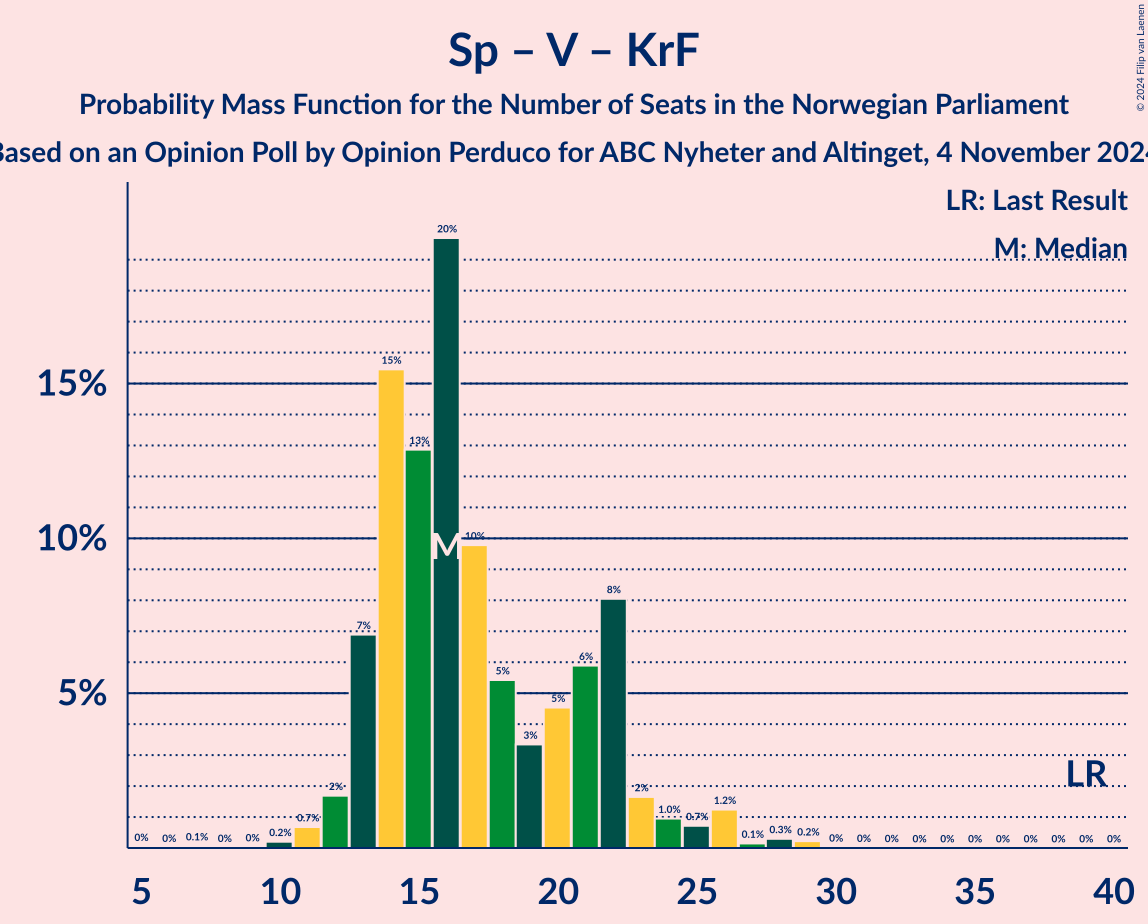 Sp – V – KrF
© 2024 Filip van Laenen
Probability Mass Function for the Number of Seats in the Norwegian Parliament
Based on an Opinion Poll by Opinion Perduco for ABC Nyheter and Altinget, 4 November 2024
LR: Last Result
M: Median
20%
15%
15%
13%
10%
10%
M
8%
7%
6%
5%
5%
5%
3%
LR
2%
2%
1.2%
1.0%
0.7%
0.7%
0% 0% 0.1% 0% 0% 0.2% 0.1% 0.3% 0.2% 0% 0% 0% 0% 0% 0% 0% 0% 0% 0% 0%
5 10 15 20 25 30 35 40